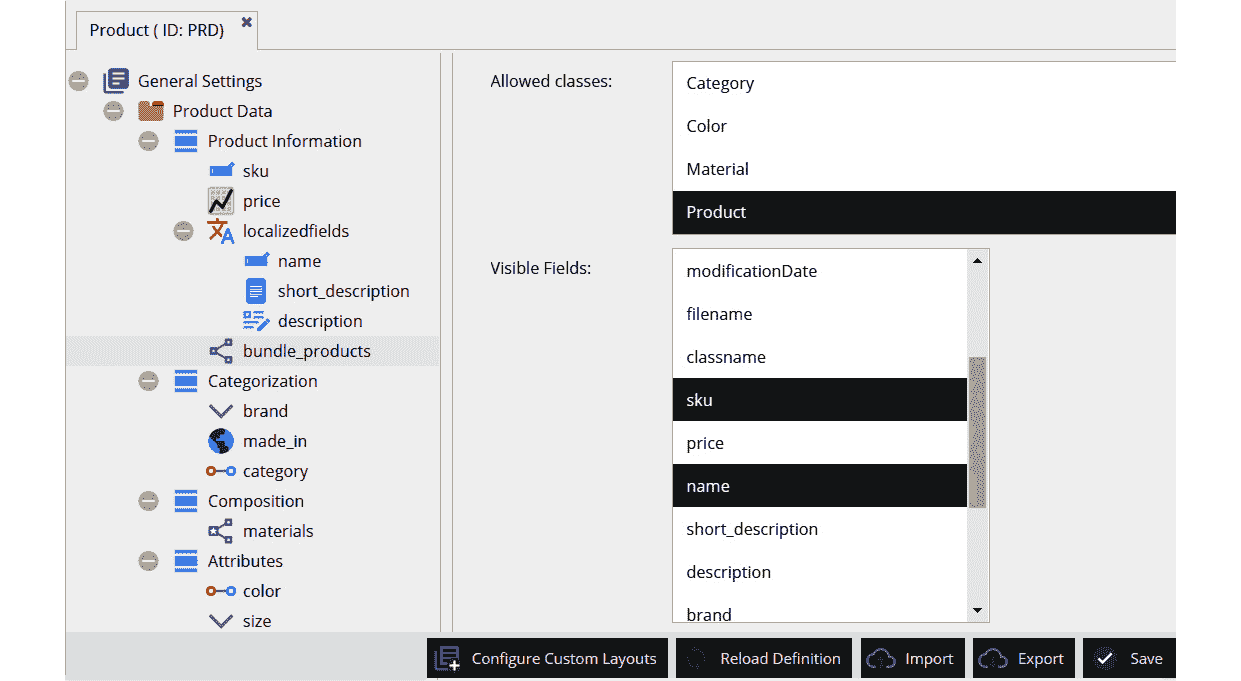 Product ( ID: PRD)
General Settings
Product Data
Product Information
sku
price
localizedfields
name
short_description
description
bundle_products
Categorization
brand
made_in
category
Composition
materials
Attributes
color
size
Allowed classes:
Category
Color
Material
Product
Visible Fields:
modificationDate
filename
classname
sku
price
name
short_description
description
brand
Configure Custom Layouts
Reload Definition
Import
Export
Save